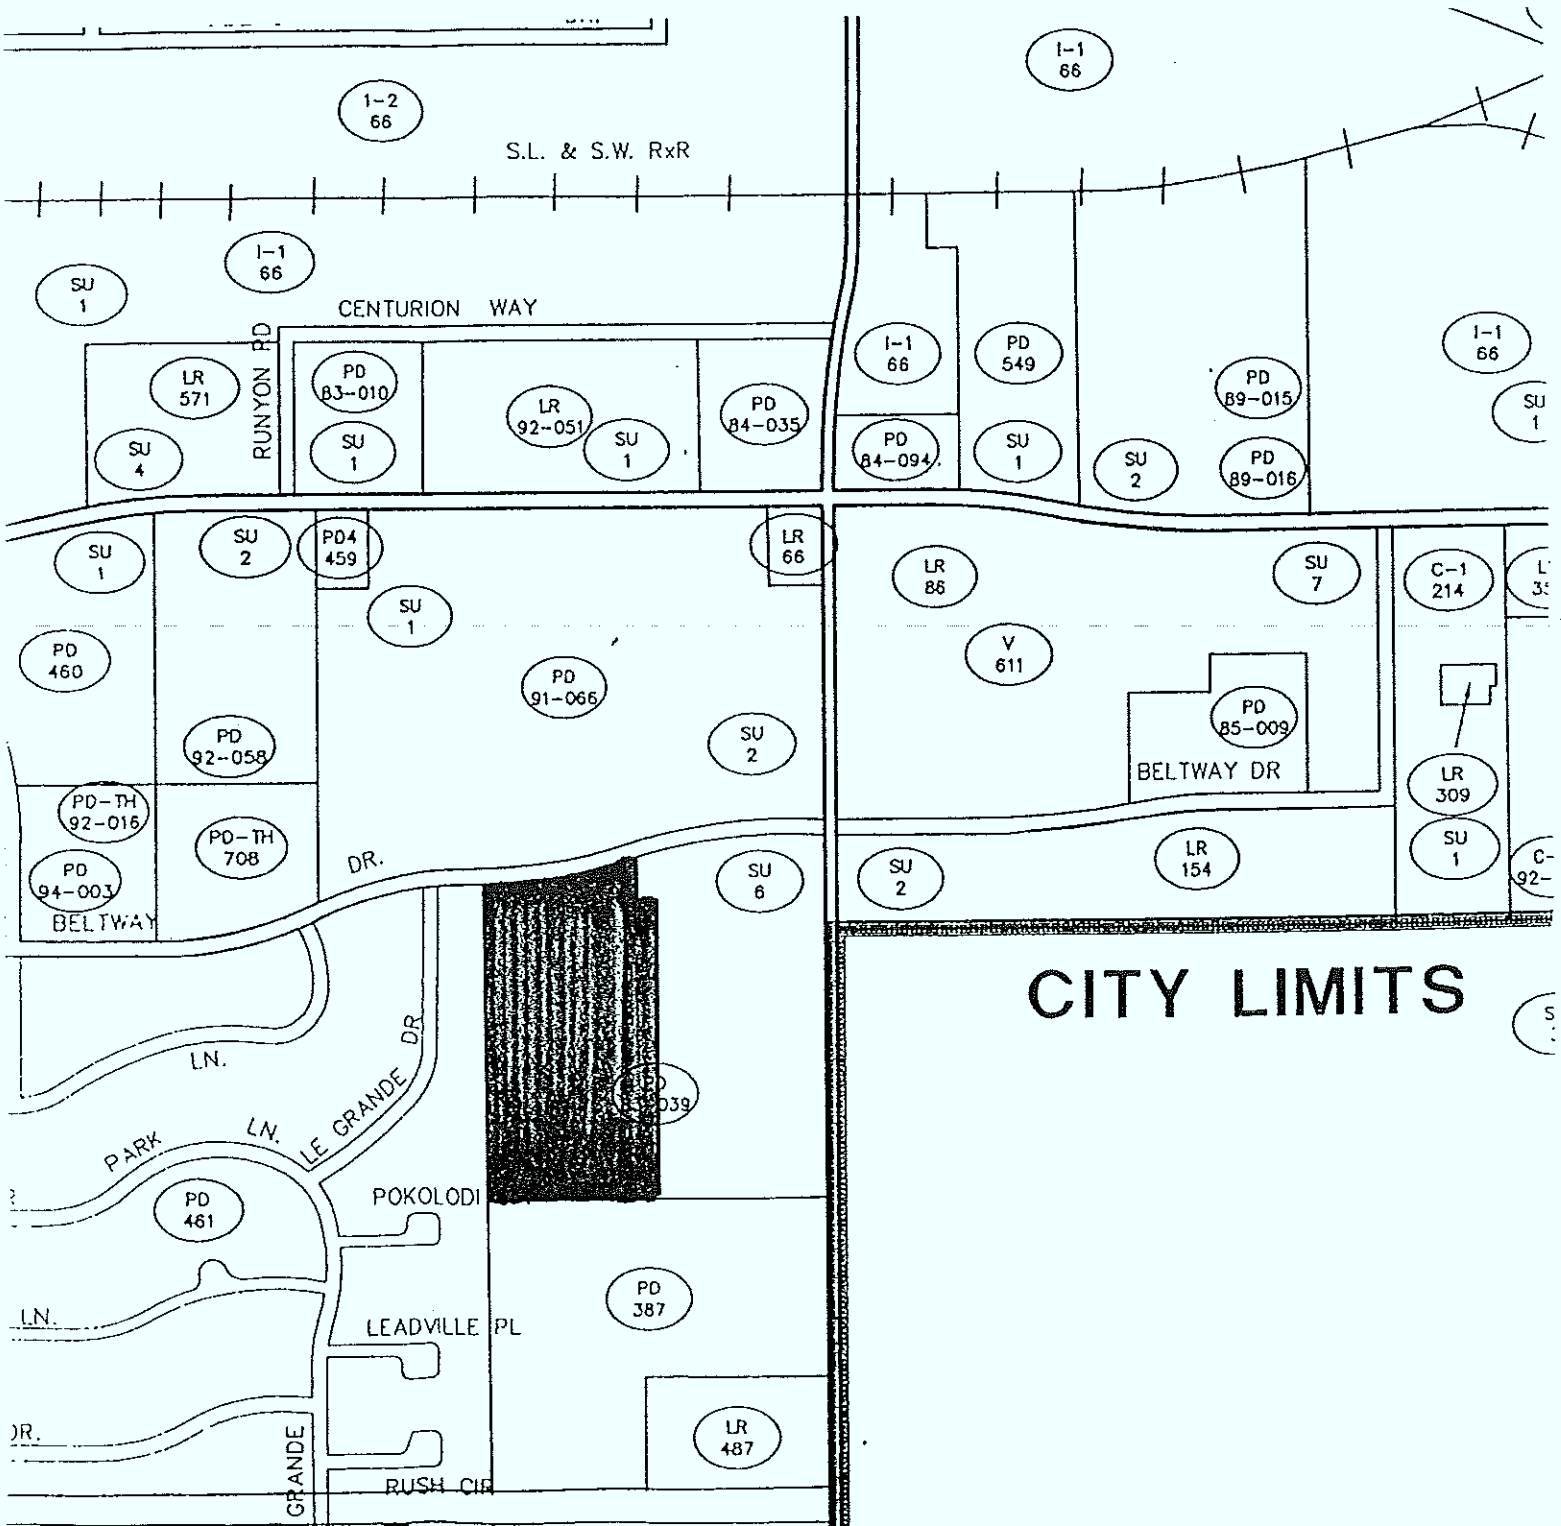 I-1
66
1-2
66
S.L. & S.W. RxR
I-1
66
SU
1
CENTURION WAY
RUNYON RD
I-1
66
PD
549
I-1
66
LR
571
PD
83-010
LR
92-051
PD
84-035
PD
89-015
SU
1
SU
4
SU
1
SU
1
PD
84-094
SU
1
SU
2
PD
89-016
SU
1
SU
2
PD4
459
LR
66
LR
86
SU
7
C-1
214
SU
1
PD
460
V
611
PD
91-066
PD
85-009
PD
92-058
SU
2
BELTWAY DR
LR
309
PD-TH
92-016
PD-TH
708
SU
1
PD
94-003
DR.
SU
6
SU
2
LR
154
BELTWAY
CITY LIMITS
LN.
LE GRANDE DR
PARK LN.
039
PD
461
POKOLODI
PD
387
LN.
LEADVILLE PL
DR.
LR
487
GRANDE
RUSH CIR